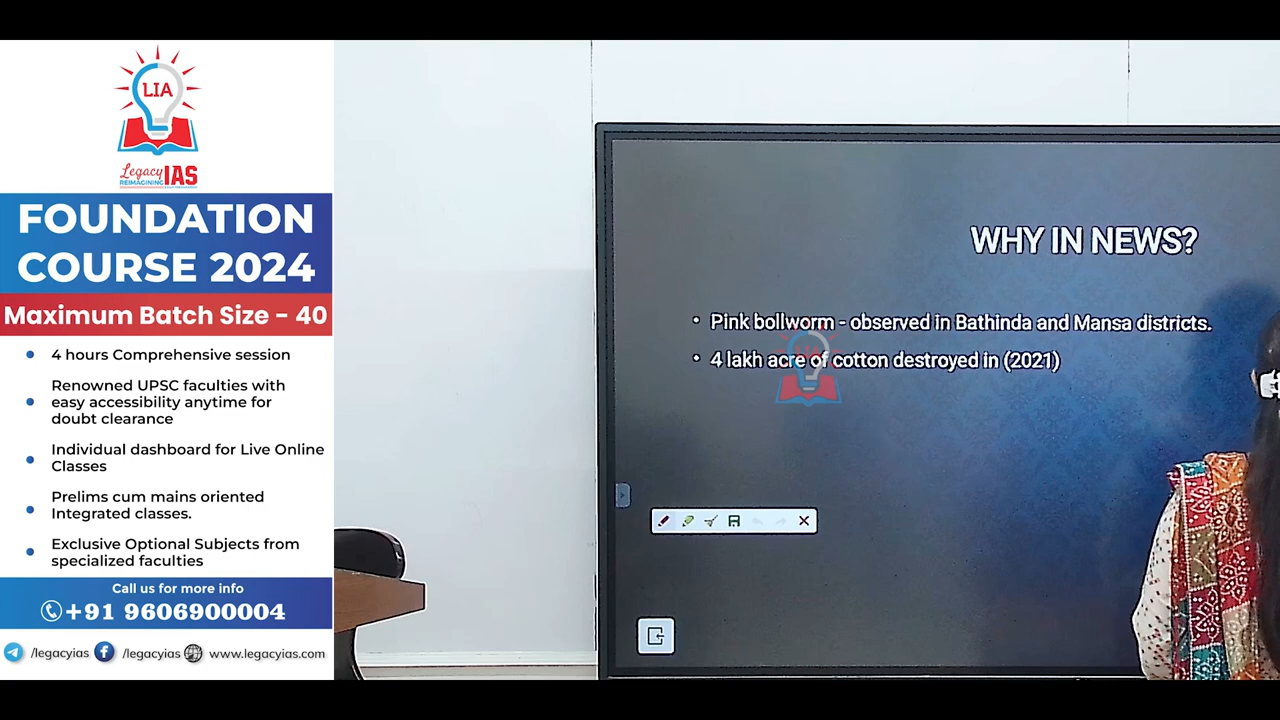 LIA
Legacy IAS
FOUNDATION
COURSE 2024
Maximum Batch Size - 40
4 hours Comprehensive session
Renowned UPSC faculties with
easy accessibility anytime for
doubt clearance
Individual dashboard for Live Online
Classes
Prelims cum mains oriented
Integrated classes.
Exclusive Optional Subjects from
specialized faculties
Call us for more info
+91 9606900004
/legacyias /legacyias www.legacyias.com
WHY IN NEWS?
• Pink bollworm - observed in Bathinda and Mansa districts.
• 4 lakh acre of cotton destroyed in (2021)
LIA